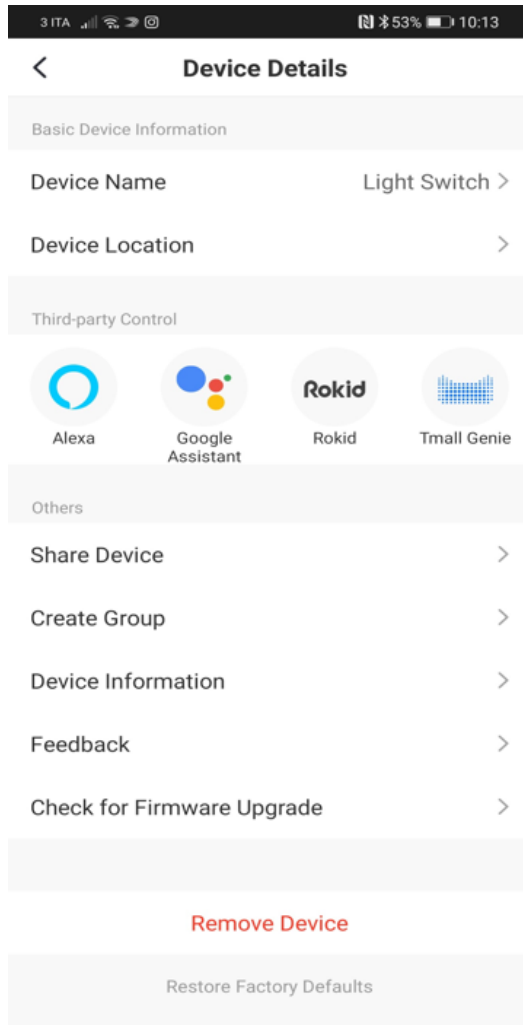 3 ITA 53% 10:13
Device Details
Basic Device Information
Device Name Light Switch
Device Location
Third-party Control
Rokid
Alexa Google Assistant Rokid Tmall Genie
Others
Share Device
Create Group
Device Information
Feedback
Check for Firmware Upgrade
Remove Device
Restore Factory Defaults